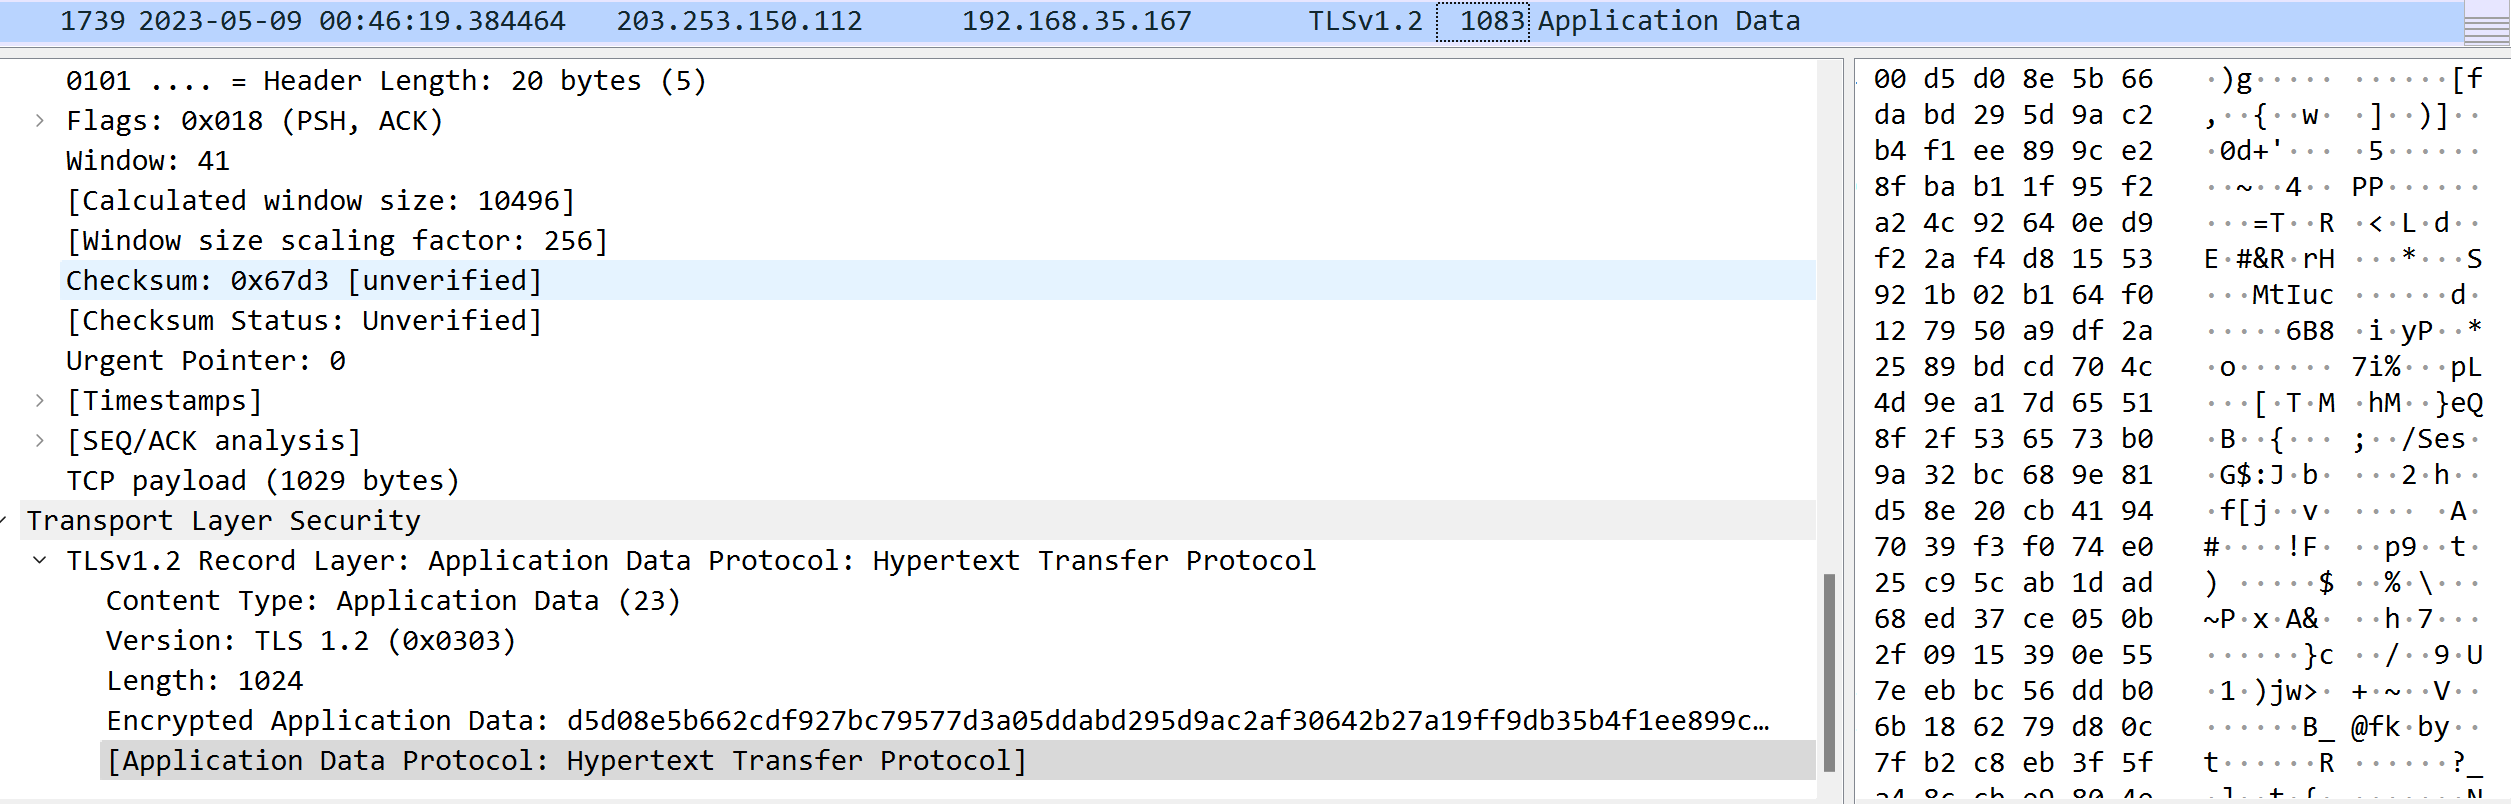 1739 2023-05-09 00:46:19.384464 203.253.150.112 192.168.35.167 TLSv1.2 1083 Application Data
0101 .... = Header Length: 20 bytes (5)
Flags: 0x018 (PSH, ACK)
Window: 41
[Calculated window size: 10496]
[Window size scaling factor: 256]
Checksum: 0x67d3 [unverified]
[Checksum Status: Unverified]
Urgent Pointer: 0
[Timestamps]
[SEQ/ACK analysis]
TCP payload (1029 bytes)
Transport Layer Security
TLSv1.2 Record Layer: Application Data Protocol: Hypertext Transfer Protocol
Content Type: Application Data (23)
Version: TLS 1.2 (0x0303)
Length: 1024
Encrypted Application Data: d5d08e5b662cdf927bc79577d3a05ddabd295d9ac2af30642b27a19ff9db35b4f1ee899c…
[Application Data Protocol: Hypertext Transfer Protocol]
00 d5 d0 8e 5b 66 ·)g····· ······[f
da bd 29 5d 9a c2 ,··{··w· ·]··)]··
b4 f1 ee 89 9c e2 ·0d+'··· ·5······
8f ba b1 1f 95 f2 ··~··4·· PP······
a2 4c 92 64 0e d9 ···=T··R ·<·L·d··
f2 2a f4 d8 15 53 E·#&R·rH ···*···S
92 1b 02 b1 64 f0 ···MtIuc ······d·
12 79 50 a9 df 2a ·····6B8 ·i·yP··*
25 89 bd cd 70 4c ·o······ 7i%···pL
4d 9e a1 7d 65 51 ···[·T·M ·hM··}eQ
8f 2f 53 65 73 b0 ·B··{··· ;··/Ses·
9a 32 bc 68 9e 81 ·G$:J·b· ···2·h··
d5 8e 20 cb 41 94 ·f[j··v· ···· ·A·
70 39 f3 f0 74 e0 #····!F· ··p9··t·
25 c9 5c ab 1d ad ) ·····$ ··%·\···
68 ed 37 ce 05 0b ~P·x·A&· ··h·7···
2f 09 15 39 0e 55 ······}c ··/··9·U
7e eb bc 56 dd b0 ·1·)jw>· +·~··V··
6b 18 62 79 d8 0c ······B_ @fk·by··
7f b2 c8 eb 3f 5f t······R ······?_